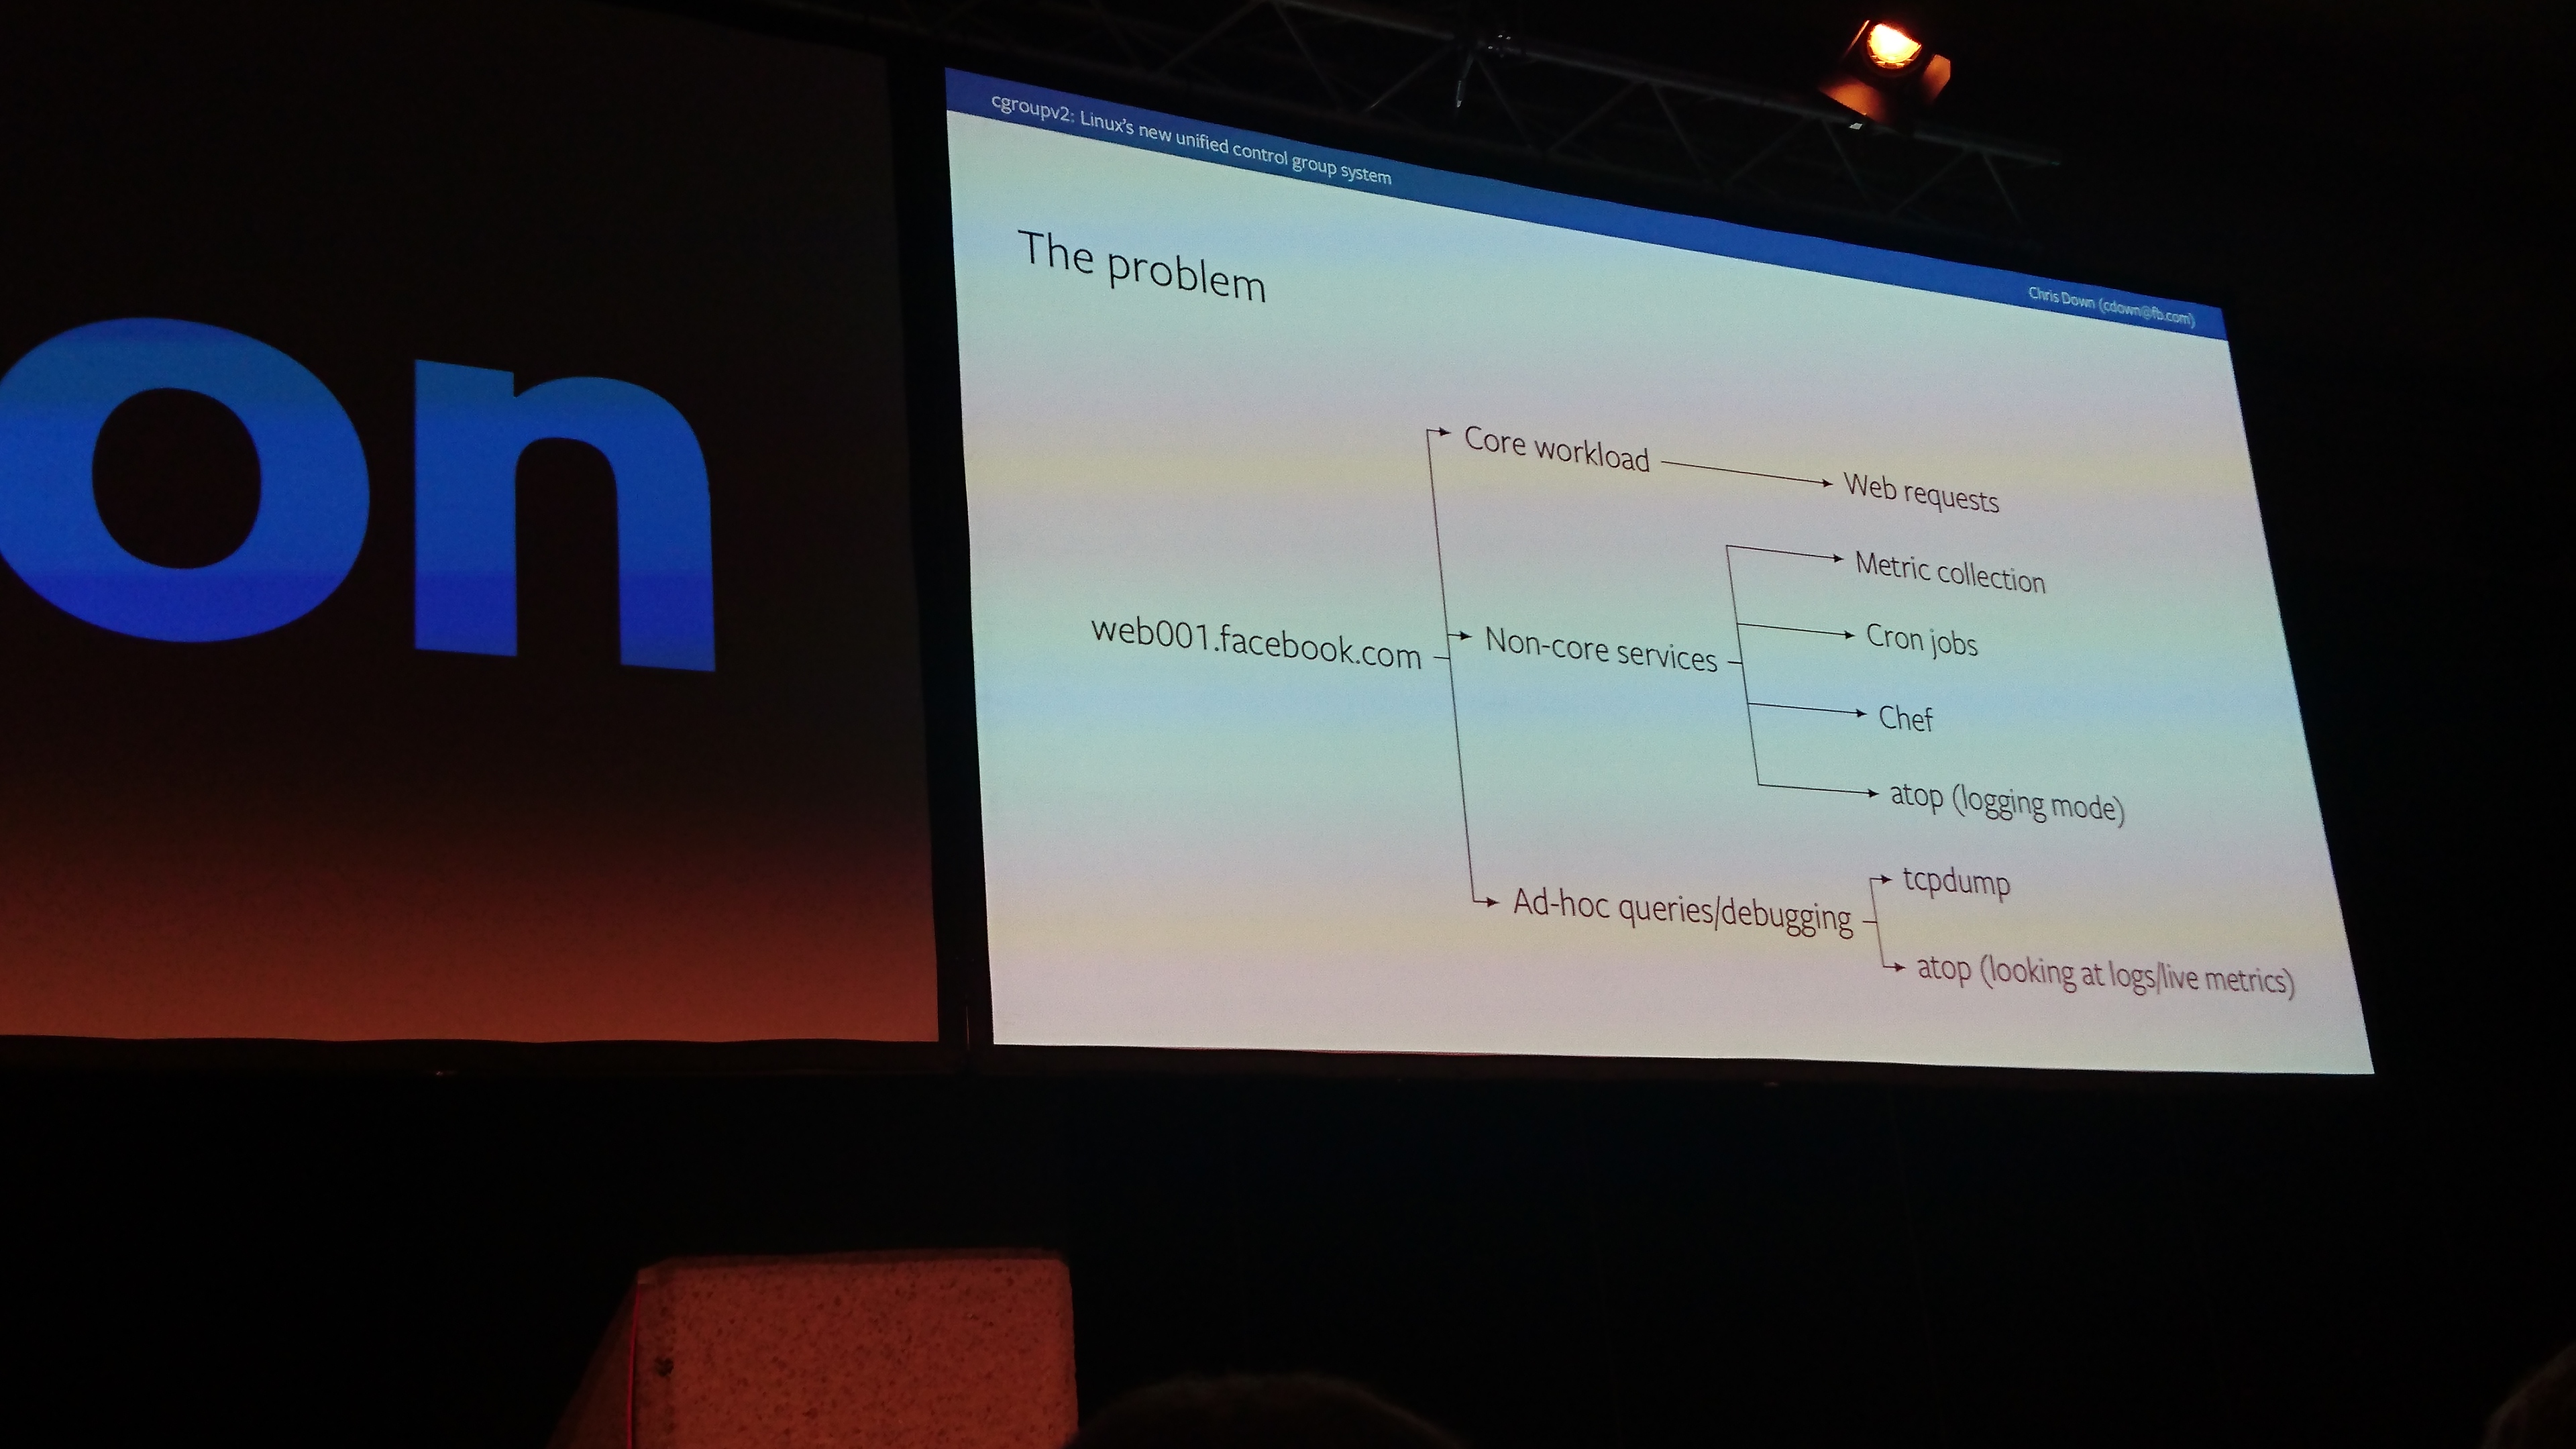 on
cgroupv2: Linux's new unified control group system
Chris Down (cdown@fb.com)
The problem
web001.facebook.com
Core workload
Web requests
Non-core services
Metric collection
Cron jobs
Chef
atop (logging mode)
Ad-hoc queries/debugging
tcpdump
atop (looking at logs/live metrics)